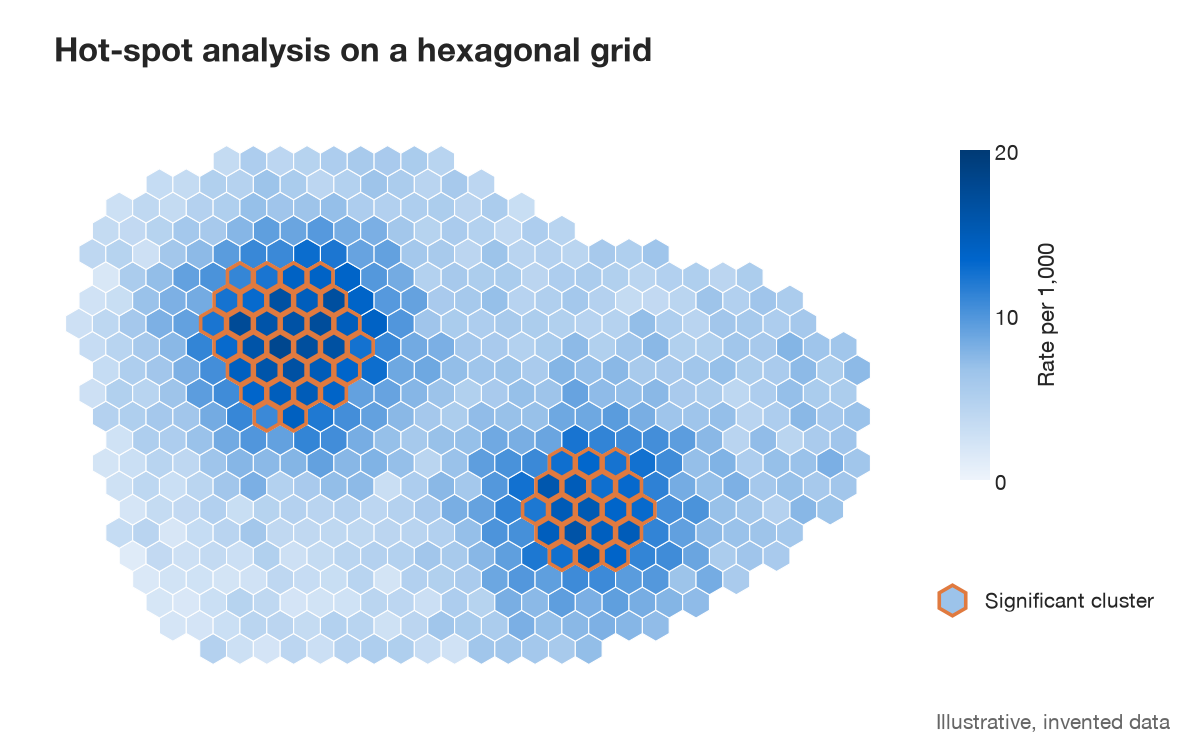 Hot-spot analysis on a hexagonal grid
20
10
0
Rate per 1,000
Significant cluster
Illustrative, invented data